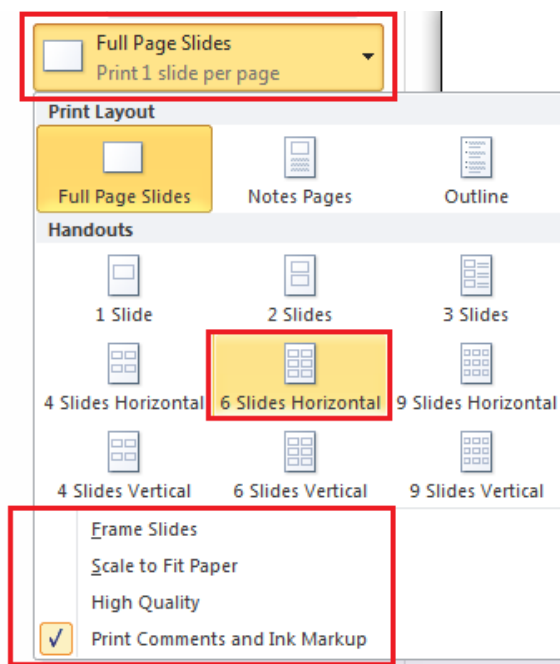 Full Page Slides
Print 1 slide per page
Print Layout
Full Page Slides Notes Pages Outline
Handouts
1 Slide 2 Slides 3 Slides
4 Slides Horizontal 6 Slides Horizontal 9 Slides Horizontal
4 Slides Vertical 6 Slides Vertical 9 Slides Vertical
Frame Slides
Scale to Fit Paper
High Quality
Print Comments and Ink Markup